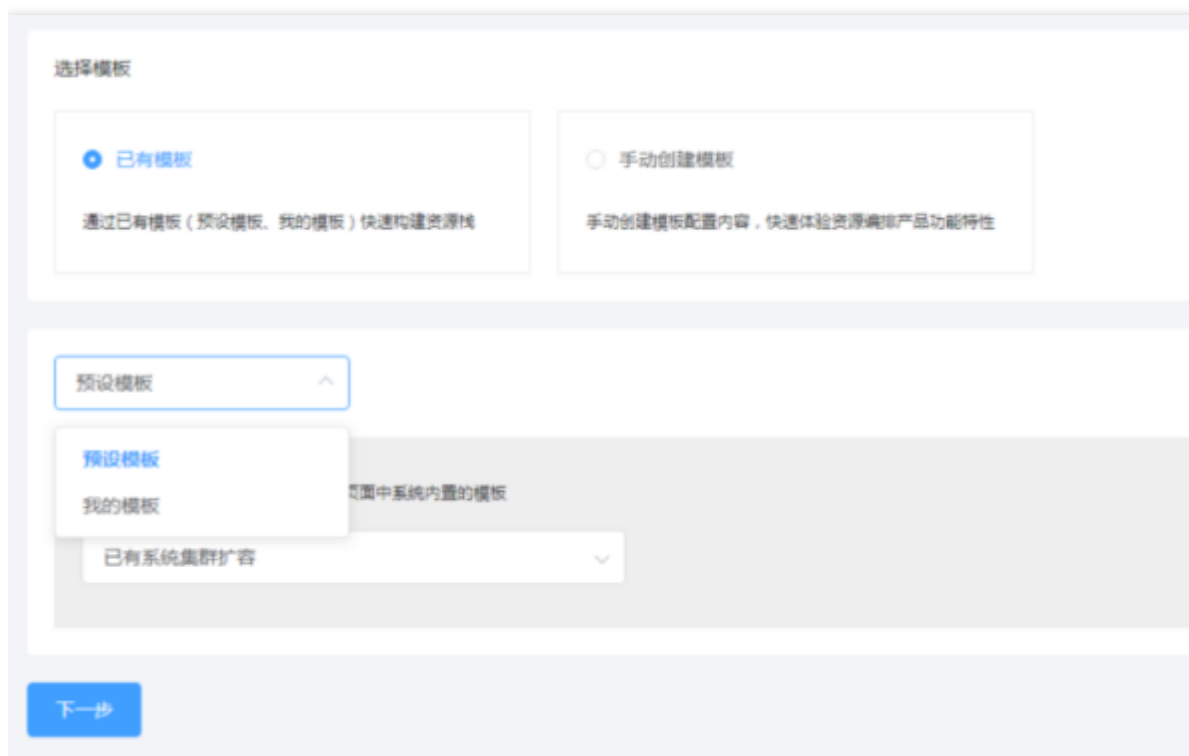 选择模板
已有模板
手动创建模板
通过已有模板（预设模板、我的模板）快速构建资源栈
手动创建模板配置内容，快速体验资源编排产品功能特性
预设模板
预设模板
我的模板
页面中系统内置的模板
已有系统集群扩容
下一步